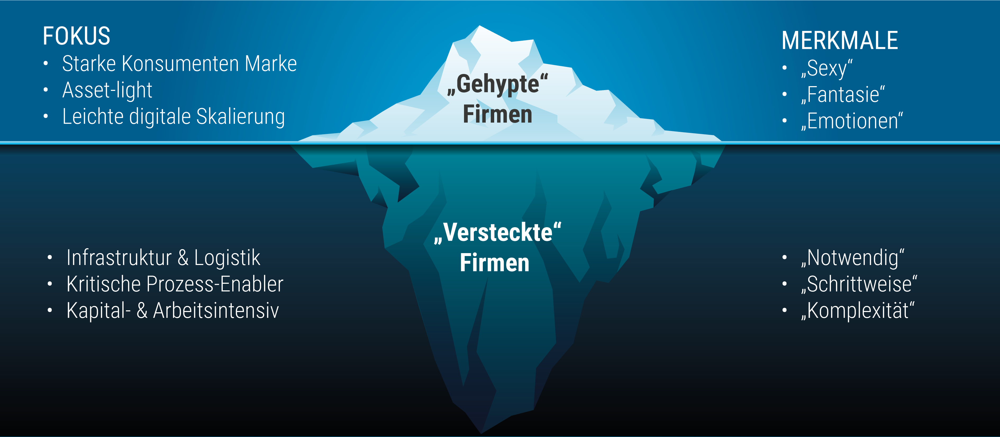 FOKUS
• Starke Konsumenten Marke
• Asset-light
• Leichte digitale Skalierung
„Gehypte“
Firmen
MERKMALE
• „Sexy“
• „Fantasie“
• „Emotionen“
• Infrastruktur & Logistik
• Kritische Prozess-Enabler
• Kapital- & Arbeitsintensiv
„Versteckte“
Firmen
• „Notwendig“
• „Schrittweise“
• „Komplexität“